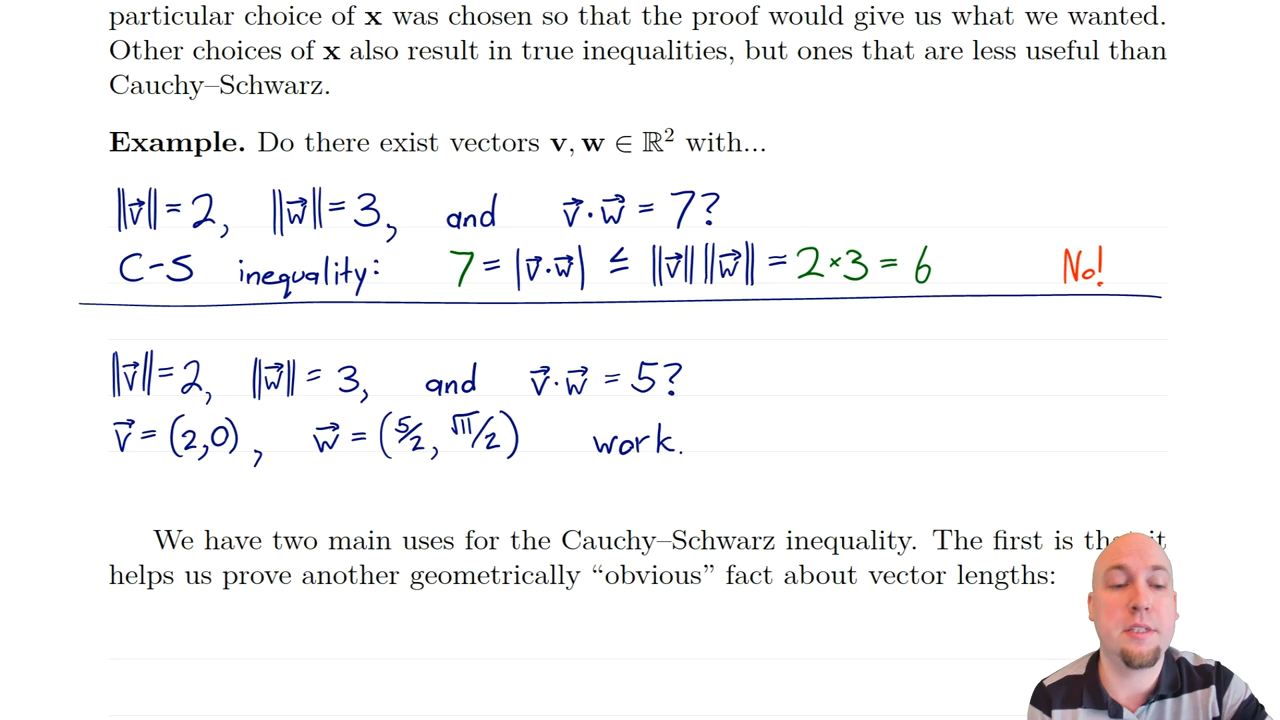 particular choice of x was chosen so that the proof would give us what we wanted.
Other choices of x also result in true inequalities, but ones that are less useful than
Cauchy–Schwarz.
Example. Do there exist vectors v, w ∈ ℝ² with...
‖v⃗‖ = 2, ‖w⃗‖ = 3, and v⃗·w⃗ = 7?
C-S inequality: 7 = |v⃗·w⃗| ≤ ‖v⃗‖‖w⃗‖ = 2×3 = 6 No!
‖v⃗‖ = 2, ‖w⃗‖ = 3, and v⃗·w⃗ = 5?
v⃗ = (2,0), w⃗ = (5/2, √11/2) work.
We have two main uses for the Cauchy–Schwarz inequality. The first is that it
helps us prove another geometrically “obvious” fact about vector lengths: